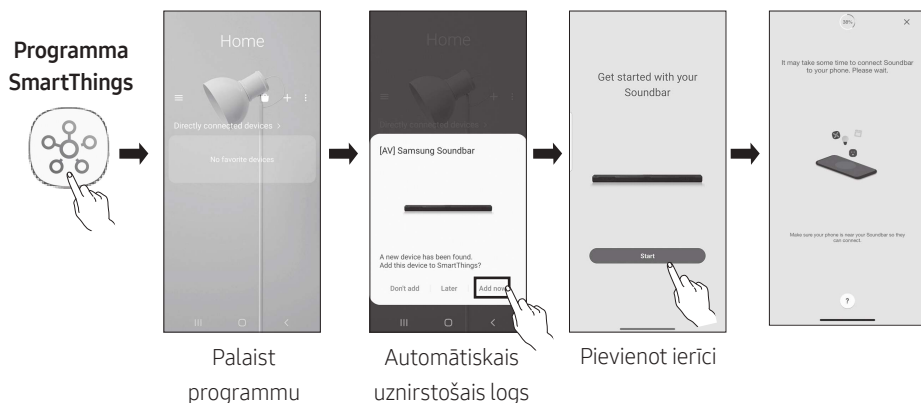 Programma
SmartThings
Home
Directly connected devices >
No favorite devices
Palaist
programmu
Home
Directly connected devices >
[AV] Samsung Soundbar
A new device has been found.
Add this device to SmartThings?
Don't add
Later
Add now
Automātiskais
uznirstošais logs
Get started with your
Soundbar
Start
Pievienot ierīci
38%
It may take some time to connect Soundbar
to your phone. Please wait.
Make sure your phone is near your Soundbar so they
can connect.
?